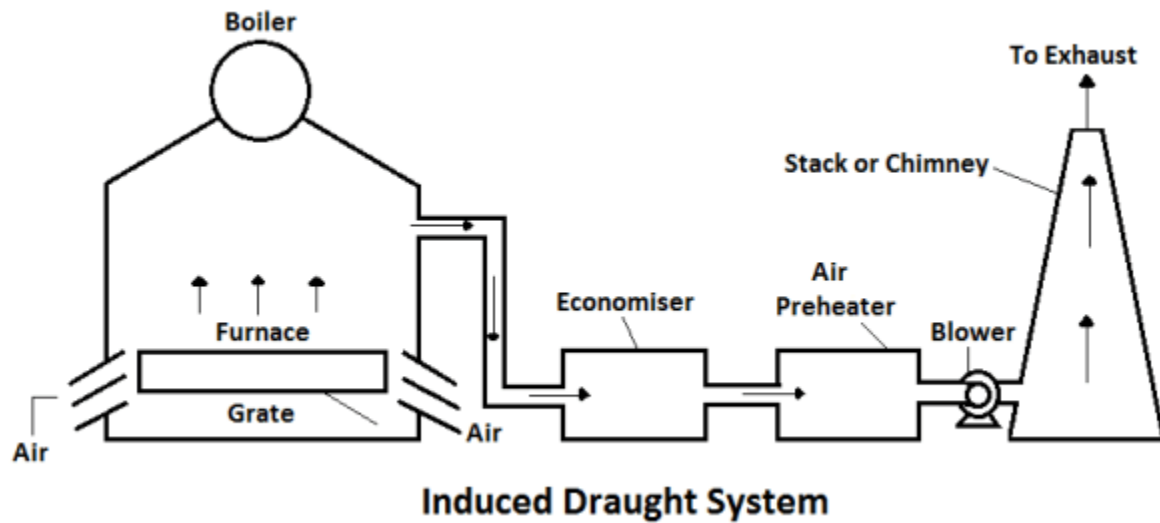 Boiler
To Exhaust
Stack or Chimney
Air
Preheater
Economiser
Blower
Furnace
Grate
Air
Air
Induced Draught System